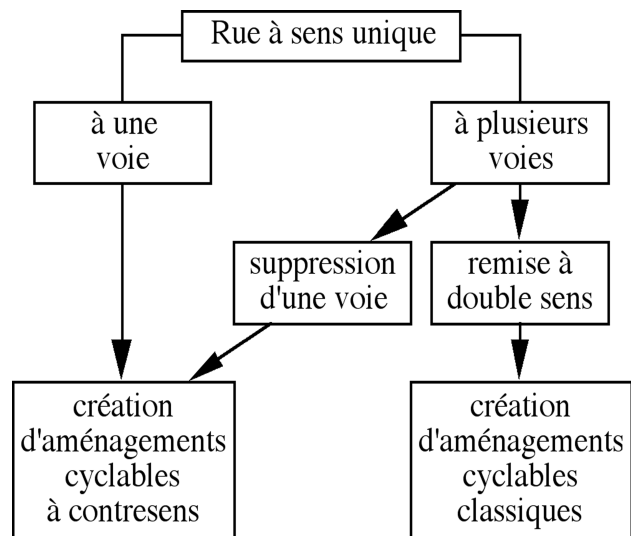 Rue à sens unique
à une
voie
à plusieurs
voies
suppression
d'une voie
remise à
double sens
création
d'aménagements
cyclables
à contresens
création
d'aménagements
cyclables
classiques